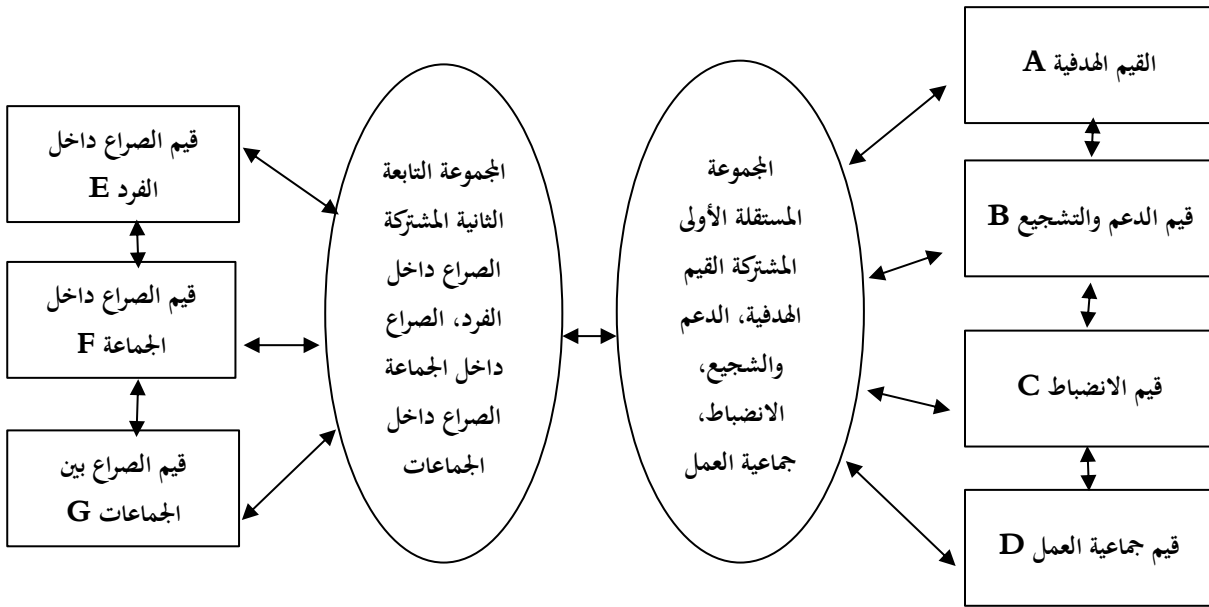 القيم الهدفية A
قيم الدعم والتشجيع B
قيم الانضباط C
قيم جماعية العمل D
المجموعة
المستقلة الأولى
المشتركة القيم
الهدفية، الدعم
والشجيع،
الانضباط،
جماعية العمل
المجموعة التابعة
الثانية المشتركة
الصراع داخل
الفرد، الصراع
داخل الجماعة
الصراع داخل
الجماعات
قيم الصراع داخل
الفرد E
قيم الصراع داخل
الجماعة F
قيم الصراع بين
الجماعات G